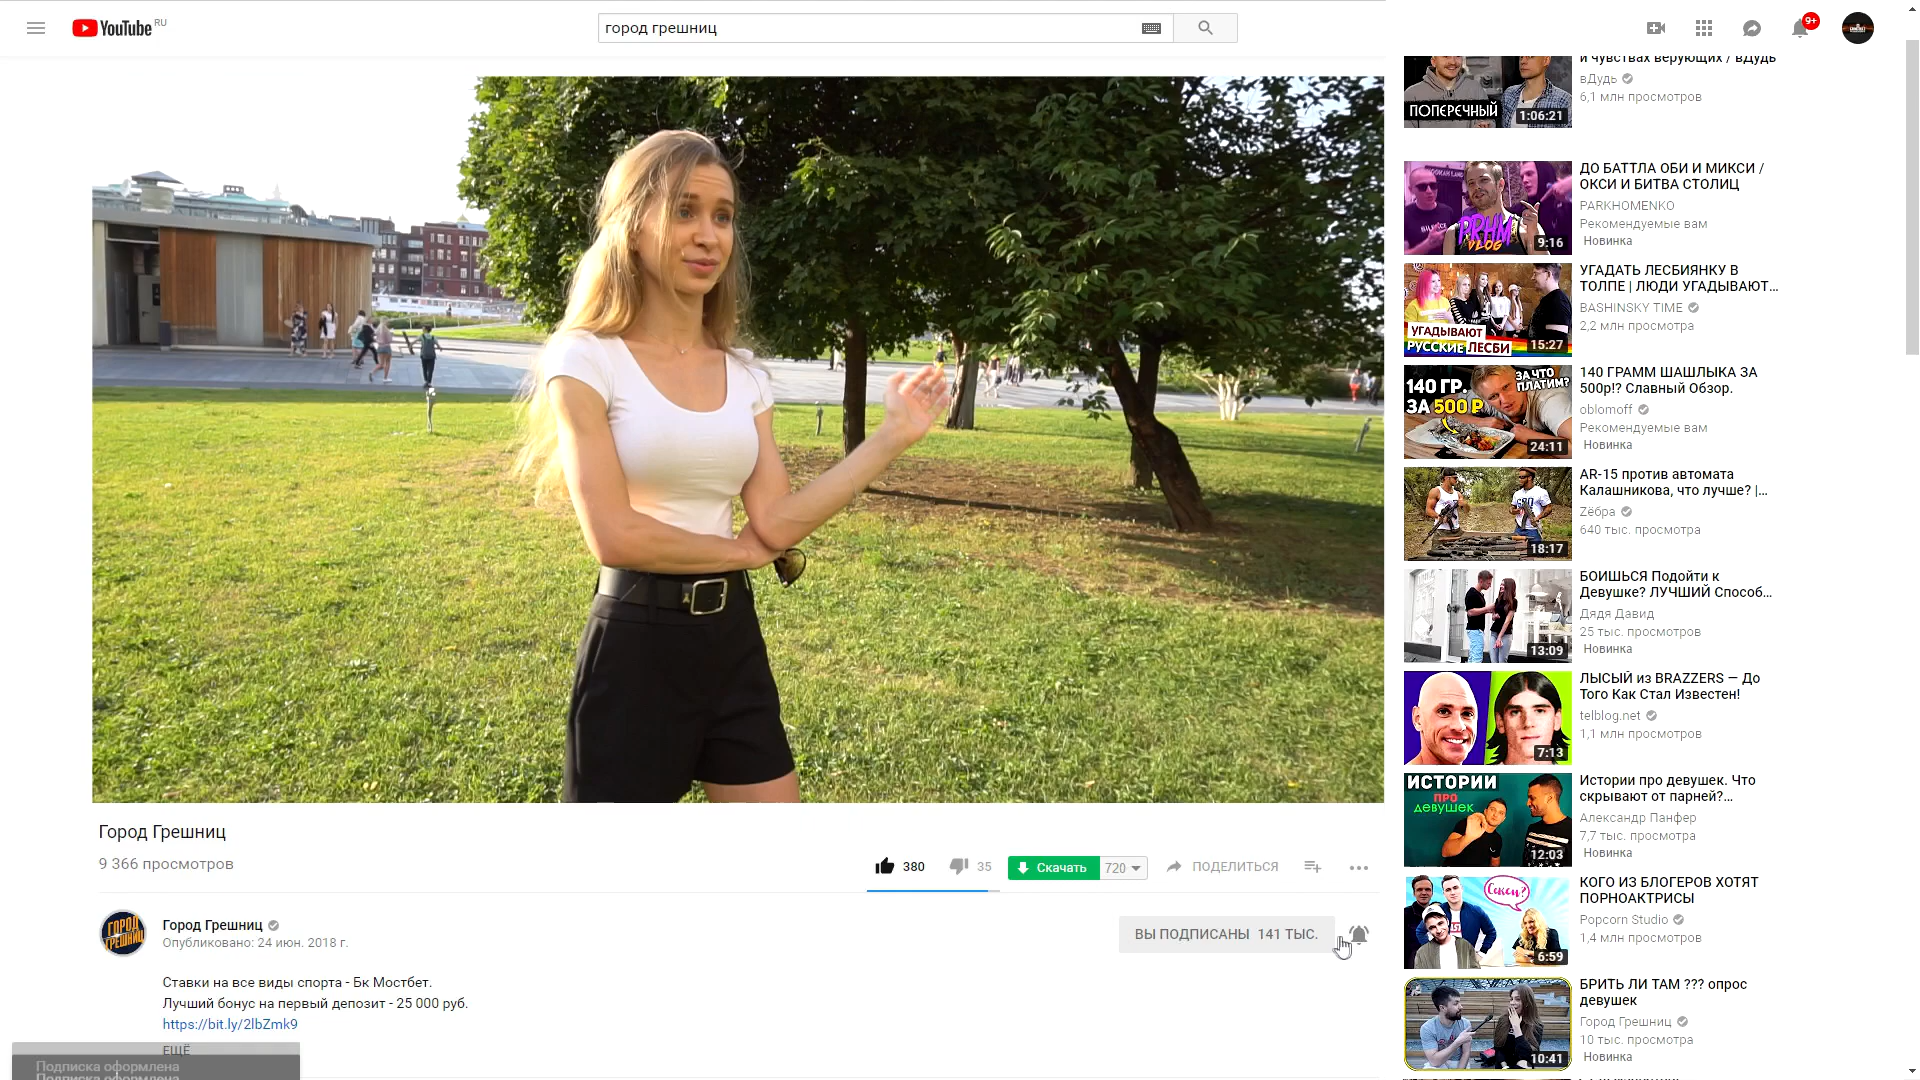 YouTube RU
город грешниц
9+
и чувствах верующих / вДудь
вДудь
6,1 млн просмотров
ПОПЕРЕЧНЫЙ
1:06:21
ДО БАТТЛА ОБИ И МИКСИ /
ОКСИ И БИТВА СТОЛИЦ
PARKHOMENKO
Рекомендуемые вам
Новинка
PRHM
VLOG
9:16
УГАДАТЬ ЛЕСБИЯНКУ В
ТОЛПЕ | ЛЮДИ УГАДЫВАЮТ...
BASHINSKY TIME
2,2 млн просмотра
УГАДЫВАЮТ
РУССКИЕ ЛЕСБИ
15:27
140 ГРАММ ШАШЛЫКА ЗА
500р!? Славный Обзор.
oblomoff
Рекомендуемые вам
Новинка
140 ГР.
ЗА 500 ₽
ЗА ЧТО
ПЛАТИМ?
24:11
AR-15 против автомата
Калашникова, что лучше? |...
Zёбра
640 тыс. просмотра
18:17
БОИШЬСЯ Подойти к
Девушке? ЛУЧШИЙ Способ...
Дядя Давид
25 тыс. просмотров
Новинка
13:09
ЛЫСЫЙ из BRAZZERS — До
Того Как Стал Известен!
telblog.net
1,1 млн просмотров
7:13
Истории про девушек. Что
скрывают от парней?...
Александр Панфер
7,7 тыс. просмотра
Новинка
ИСТОРИИ
ПРО
девушек
12:03
КОГО ИЗ БЛОГЕРОВ ХОТЯТ
ПОРНОАКТРИСЫ
Popcorn Studio
1,4 млн просмотров
6:59
БРИТЬ ЛИ ТАМ ??? опрос
девушек
Город Грешниц
10 тыс. просмотра
Новинка
10:41
Город Грешниц
9 366 просмотров
380
35
Скачать
720
ПОДЕЛИТЬСЯ
ГОРОД
ГРЕШНИЦ
Город Грешниц
Опубликовано: 24 июн. 2018 г.
ВЫ ПОДПИСАНЫ 141 ТЫС.
Ставки на все виды спорта - Бк Мостбет.
Лучший бонус на первый депозит - 25 000 руб.
https://bit.ly/2lbZmk9
ЕЩЁ
Подписка оформлена
Подписка оформлена